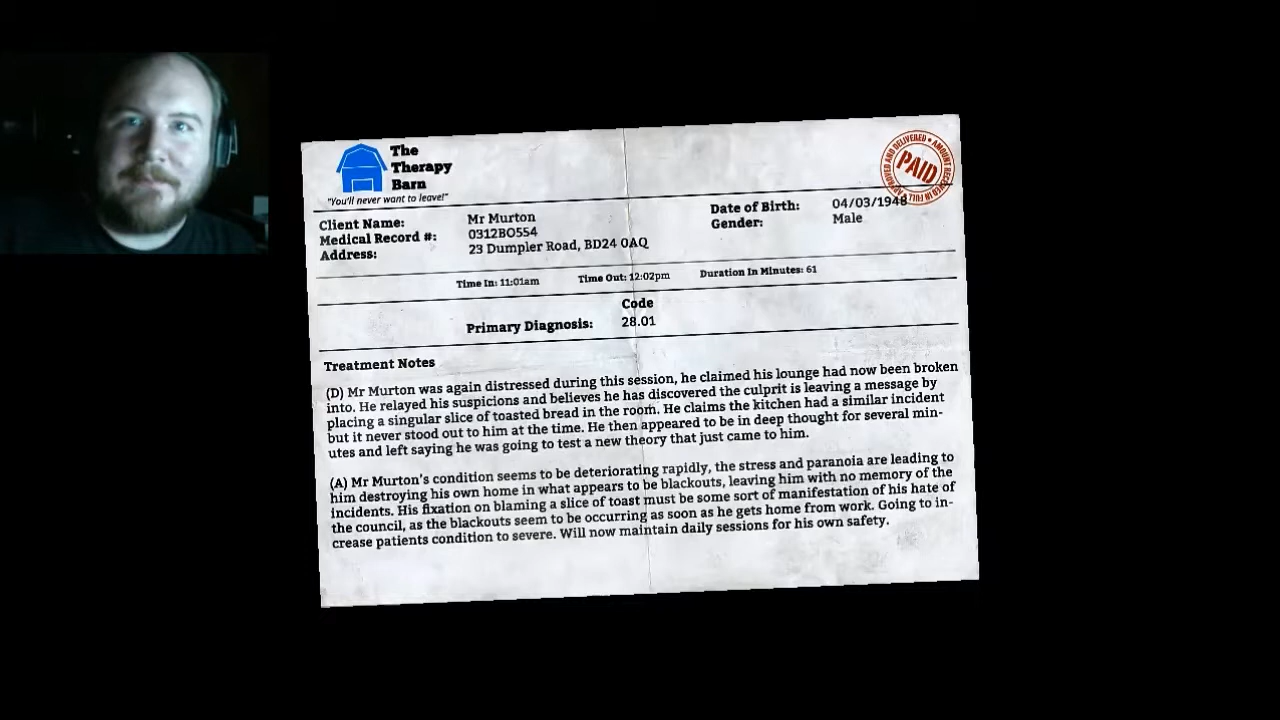 The
Therapy
Barn
"You'll never want to leave!"
APPROVED AND DELIVERED • AMOUNT RECEIVED IN FULL
PAID
Client Name: Mr Murton Date of Birth: 04/03/1948
Medical Record #: 0312BO554 Gender: Male
Address: 23 Dumpler Road, BD24 0AQ
Time In: 11:01am Time Out: 12:02pm Duration In Minutes: 61
Code
Primary Diagnosis: 28.01
Treatment Notes
(D) Mr Murton was again distressed during this session, he claimed his lounge had now been broken
into. He relayed his suspicions and believes he has discovered the culprit is leaving a message by
placing a singular slice of toasted bread in the room. He claims the kitchen had a similar incident
but it never stood out to him at the time. He then appeared to be in deep thought for several min-
utes and left saying he was going to test a new theory that just came to him.
(A) Mr Murton's condition seems to be deteriorating rapidly, the stress and paranoia are leading to
him destroying his own home in what appears to be blackouts, leaving him with no memory of the
incidents. His fixation on blaming a slice of toast must be some sort of manifestation of his hate of
the council, as the blackouts seem to be occurring as soon as he gets home from work. Going to in-
crease patients condition to severe. Will now maintain daily sessions for his own safety.